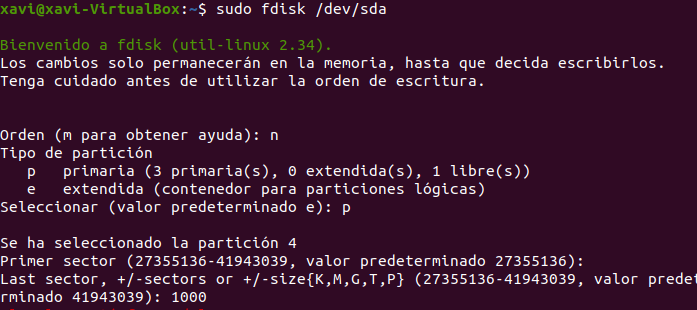 xavi@xavi-VirtualBox:~$ sudo fdisk /dev/sda
Bienvenido a fdisk (util-linux 2.34).
Los cambios solo permanecerán en la memoria, hasta que decida escribirlos.
Tenga cuidado antes de utilizar la orden de escritura.
Orden (m para obtener ayuda): n
Tipo de partición
p primaria (3 primaria(s), 0 extendida(s), 1 libre(s))
e extendida (contenedor para particiones lógicas)
Seleccionar (valor predeterminado e): p
Se ha seleccionado la partición 4
Primer sector (27355136-41943039, valor predeterminado 27355136):
Last sector, +/-sectors or +/-size{K,M,G,T,P} (27355136-41943039, valor predet
rminado 41943039): 1000